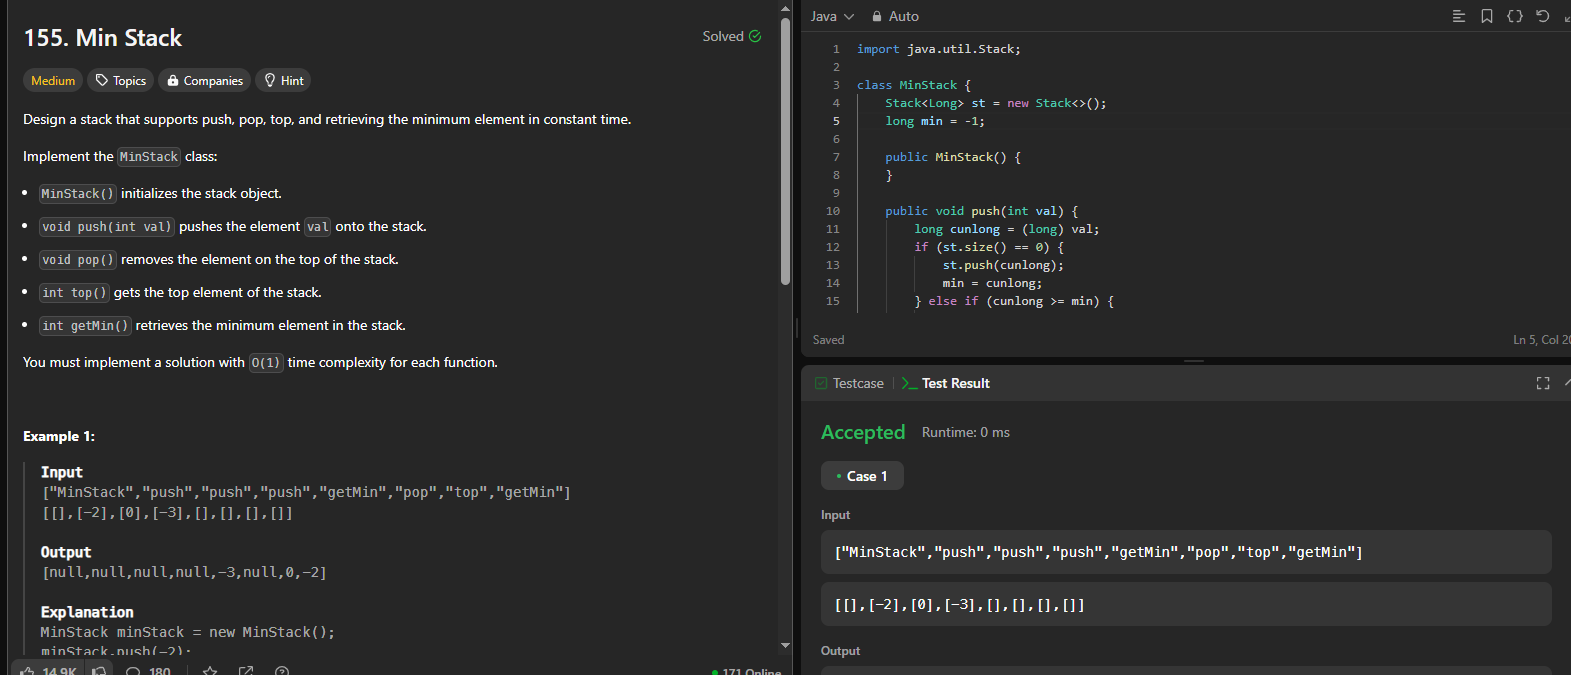 155. Min Stack
Solved
Medium
Topics
Companies
Hint
Design a stack that supports push, pop, top, and retrieving the minimum element in constant time.
Implement the MinStack class:
• MinStack() initializes the stack object.
• void push(int val) pushes the element val onto the stack.
• void pop() removes the element on the top of the stack.
• int top() gets the top element of the stack.
• int getMin() retrieves the minimum element in the stack.
You must implement a solution with O(1) time complexity for each function.
Example 1:
Input
["MinStack","push","push","push","getMin","pop","top","getMin"]
[[],[-2],[0],[-3],[],[],[],[]]
Output
[null,null,null,null,-3,null,0,-2]
Explanation
MinStack minStack = new MinStack();
minStack.push(-2);
14.9K
180
171 Online
Java
Auto
1 import java.util.Stack;
2
3 class MinStack {
4 Stack<Long> st = new Stack<>();
5 long min = -1;
6
7 public MinStack() {
8 }
9
10 public void push(int val) {
11 long cunlong = (long) val;
12 if (st.size() == 0) {
13 st.push(cunlong);
14 min = cunlong;
15 } else if (cunlong >= min) {
Saved
Ln 5, Col 20
Testcase
Test Result
Accepted
Runtime: 0 ms
• Case 1
Input
["MinStack","push","push","push","getMin","pop","top","getMin"]
[[],[-2],[0],[-3],[],[],[],[]]
Output